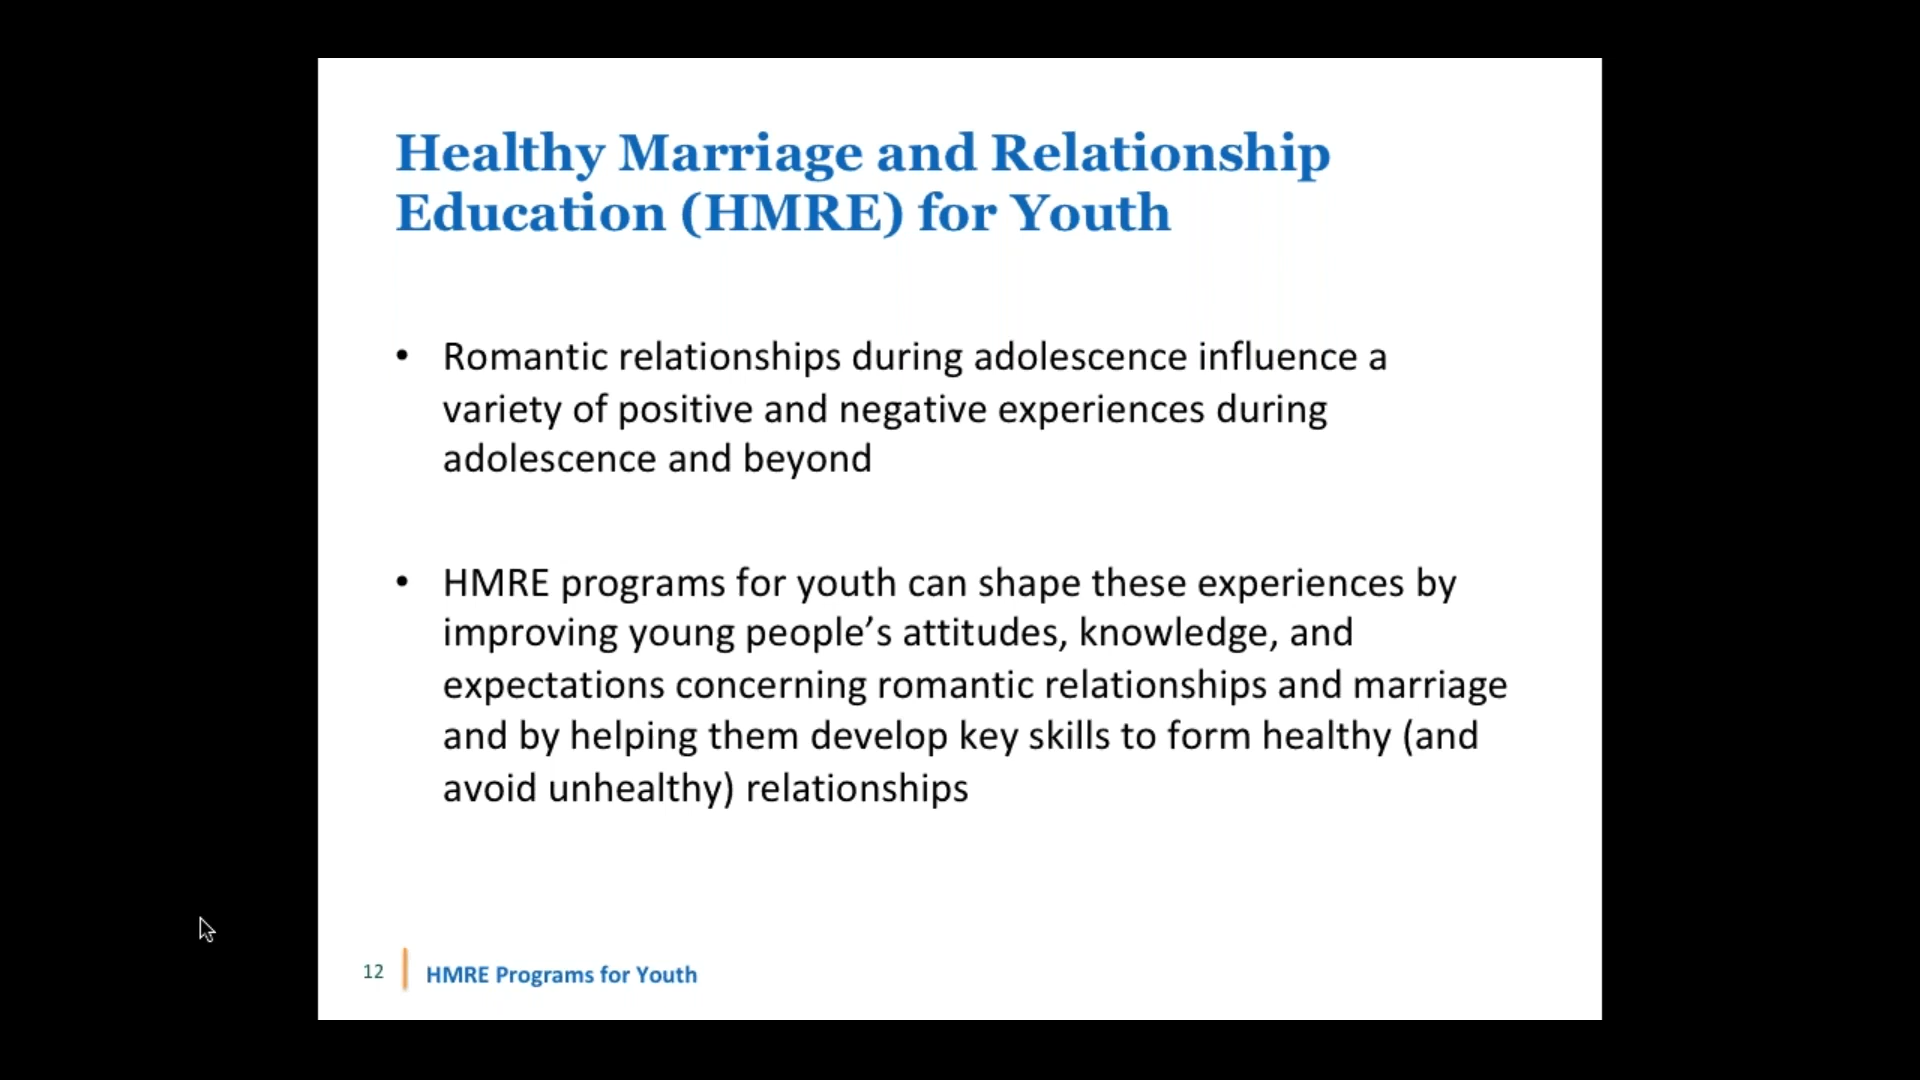 Healthy Marriage and Relationship
Education (HMRE) for Youth
• Romantic relationships during adolescence influence a
variety of positive and negative experiences during
adolescence and beyond
• HMRE programs for youth can shape these experiences by
improving young people’s attitudes, knowledge, and
expectations concerning romantic relationships and marriage
and by helping them develop key skills to form healthy (and
avoid unhealthy) relationships
12 HMRE Programs for Youth